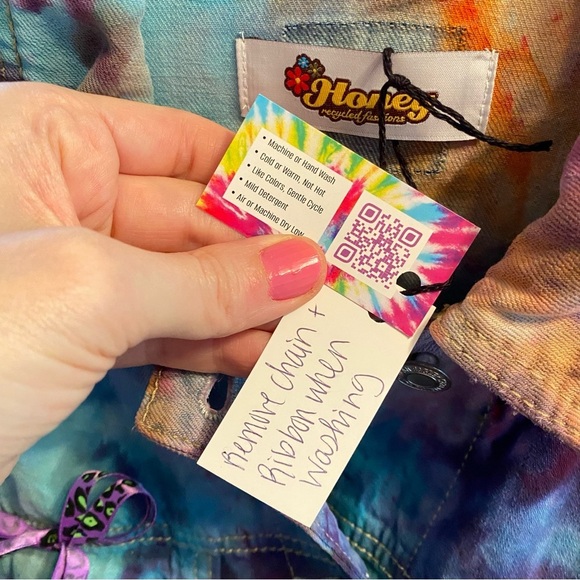 Honey
recycled fashions
• Machine or Hand Wash
• Cold or Warm, Not Hot
• Like Colors, Gentle Cycle
• Mild Detergent
• Air or Machine Dry Low
Remove chain +
Ribbon when
washing